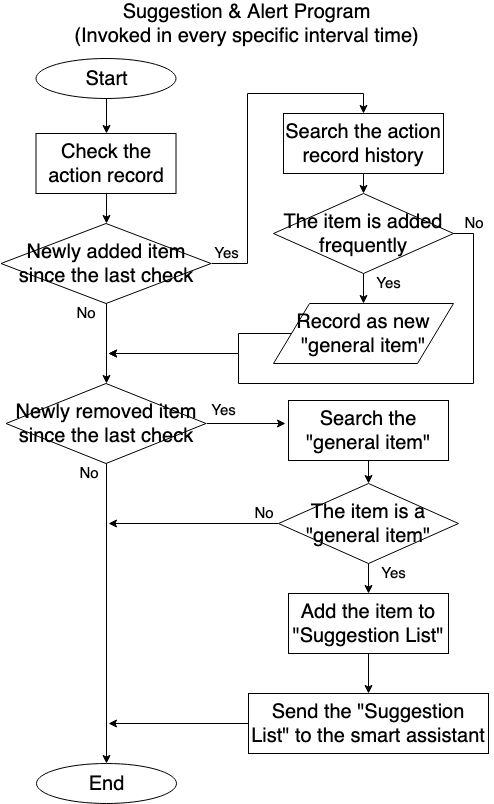 Suggestion & Alert Program
(Invoked in every specific interval time)
Start
Check the
action record
Newly added item
since the last check
Yes
No
Search the action
record history
The item is added
frequently
No
Yes
Record as new
"general item"
Newly removed item
since the last check
Yes
No
Search the
"general item"
The item is a
"general item"
No
Yes
Add the item to
"Suggestion List"
Send the "Suggestion
List" to the smart assistant
End